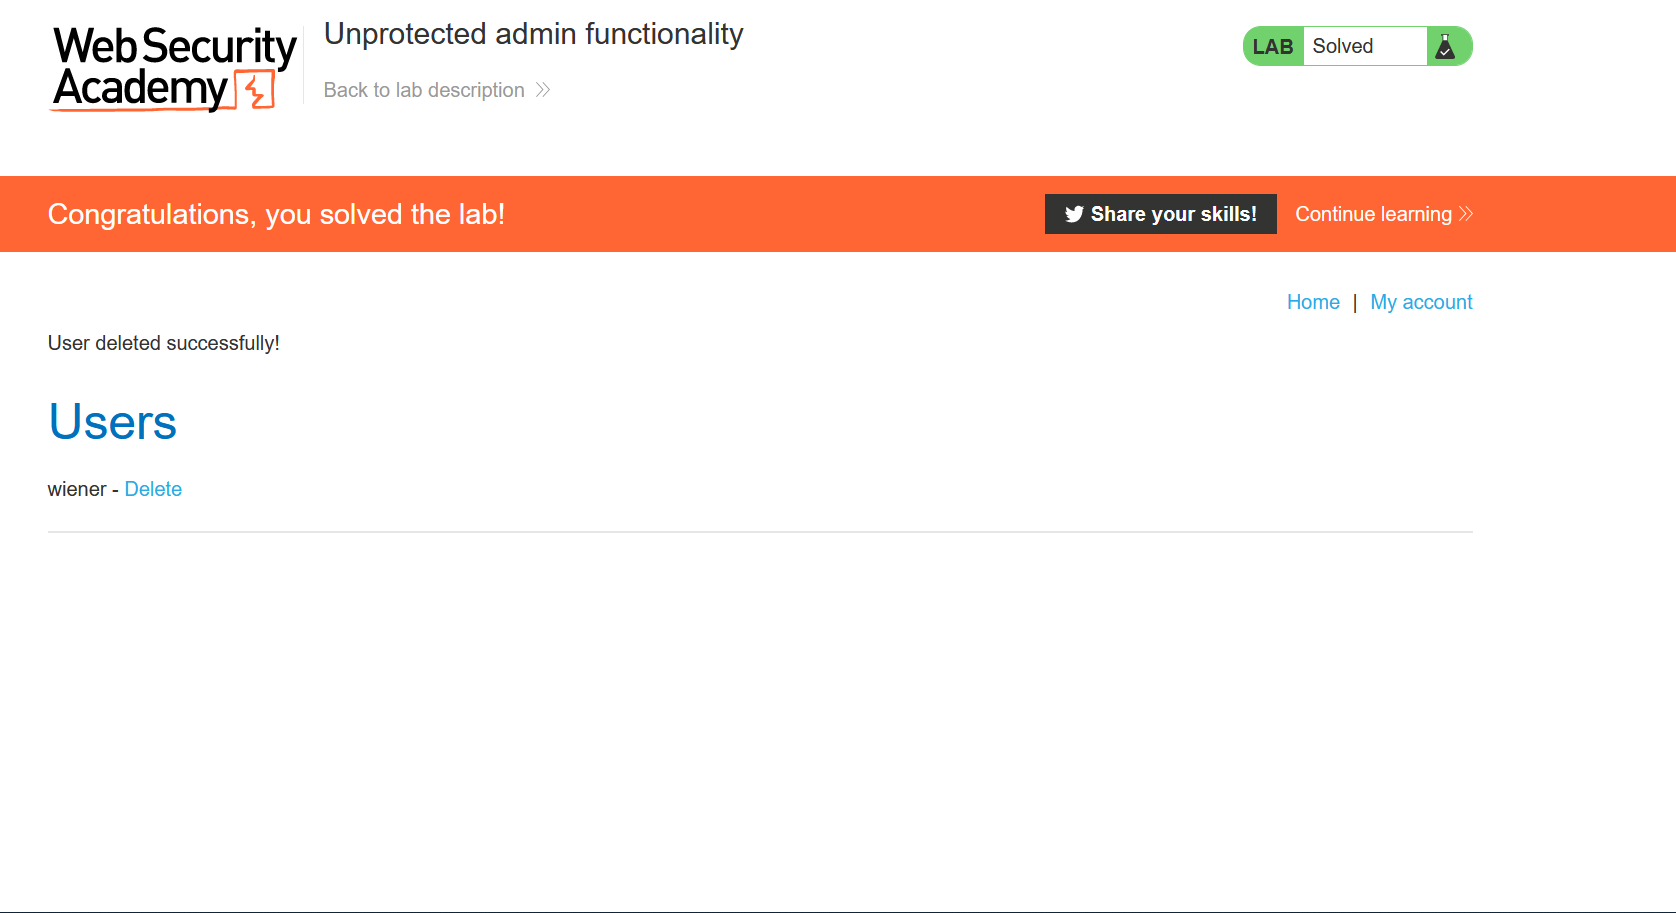 Web Security
Academy
Unprotected admin functionality
Back to lab description
LAB Solved
Congratulations, you solved the lab!
Share your skills!
Continue learning
Home | My account
User deleted successfully!
Users
wiener - Delete